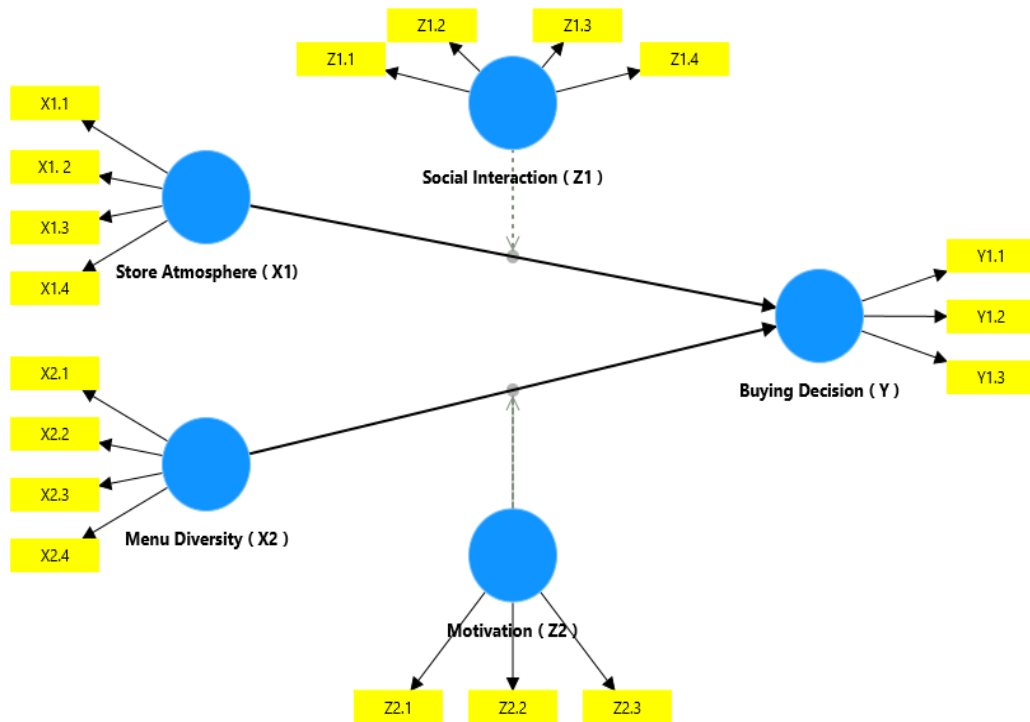 Z1.2
Z1.3
Z1.1
Z1.4
X1.1
X1. 2
X1.3
X1.4
Social Interaction ( Z1 )
Store Atmosphere ( X1)
Y1.1
Y1.2
Y1.3
Buying Decision ( Y )
X2.1
X2.2
X2.3
X2.4
Menu Diversity ( X2 )
Motivation ( Z2 )
Z2.1
Z2.2
Z2.3